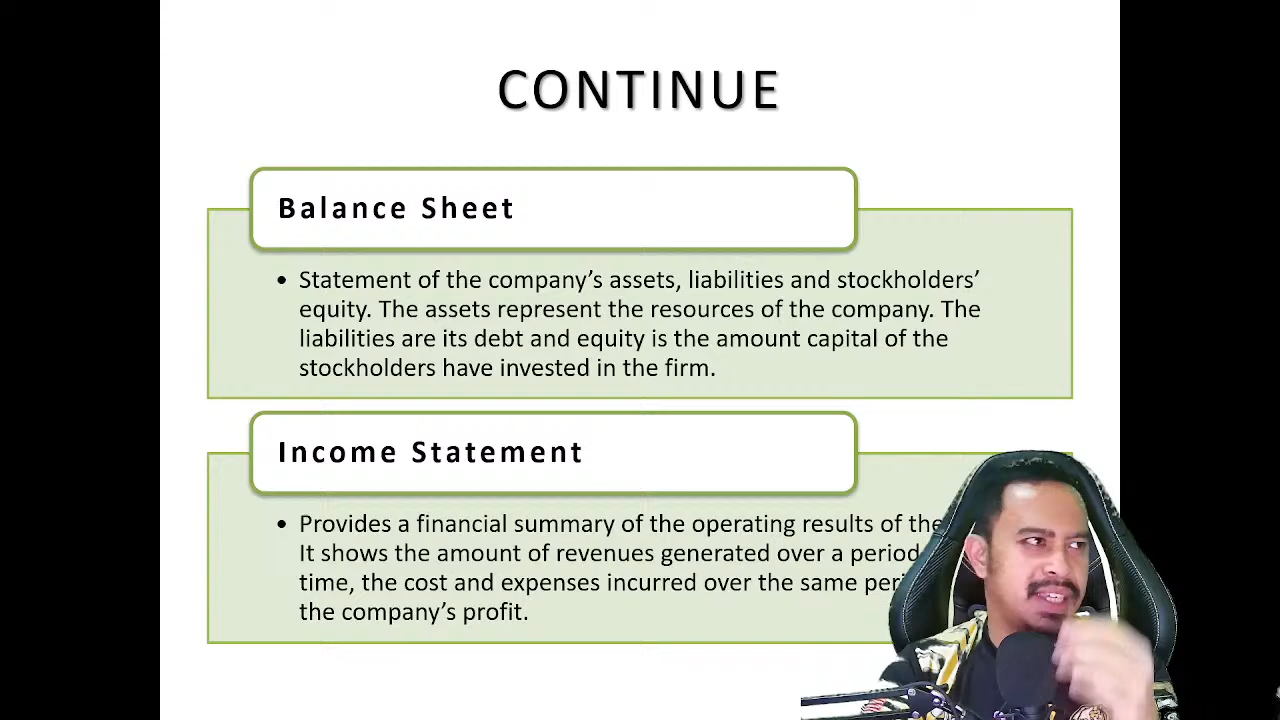 CONTINUE
Balance Sheet
• Statement of the company’s assets, liabilities and stockholders’
equity. The assets represent the resources of the company. The
liabilities are its debt and equity is the amount capital of the
stockholders have invested in the firm.
Income Statement
• Provides a financial summary of the operating results of the
It shows the amount of revenues generated over a period
time, the cost and expenses incurred over the same
the company’s profit.